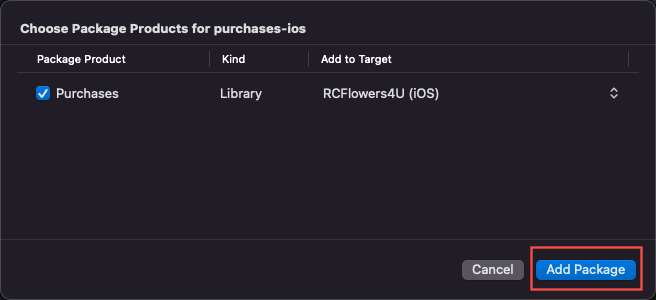 Choose Package Products for purchases-ios
Package Product Kind Add to Target
Purchases Library RCFlowers4U (iOS)
Cancel Add Package